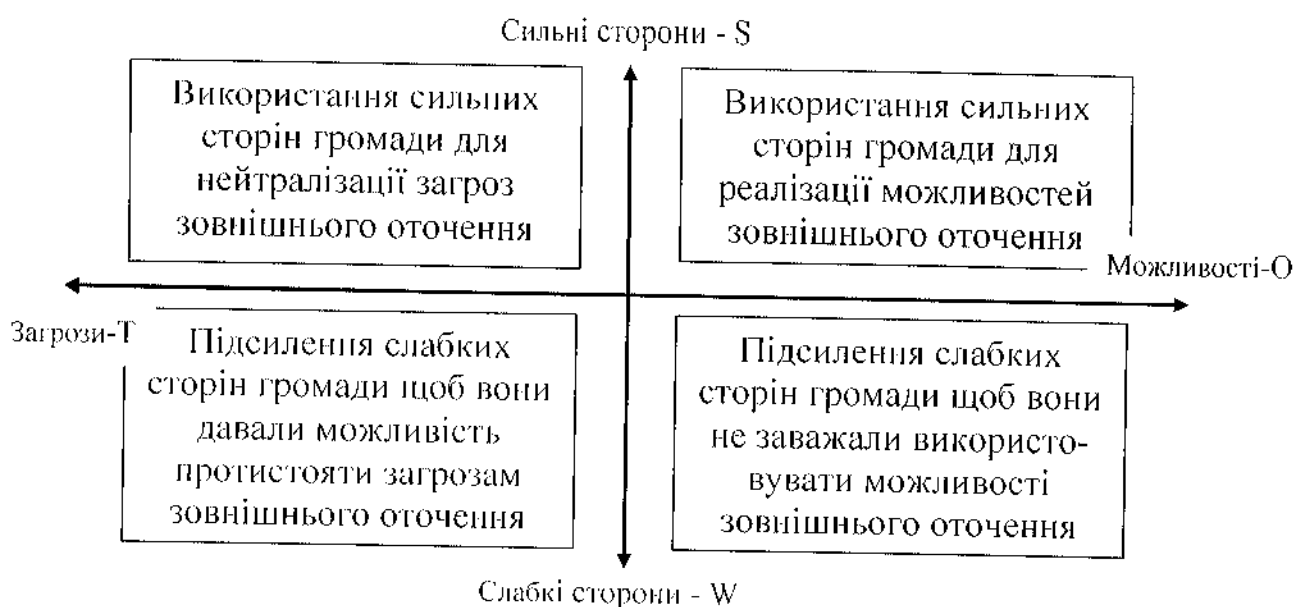 Сильні сторони - S
Використання сильних
сторін громади для
нейтралізації загроз
зовнішнього оточення
Використання сильних
сторін громади для
реалізації можливостей
зовнішнього оточення
Можливості-О
Загрози-Т
Підсилення слабких
сторін громади щоб вони
давали можливість
протистояти загрозам
зовнішнього оточення
Підсилення слабких
сторін громади щоб вони
не заважали використо-
вувати можливості
зовнішнього оточення
Слабкі сторони - W